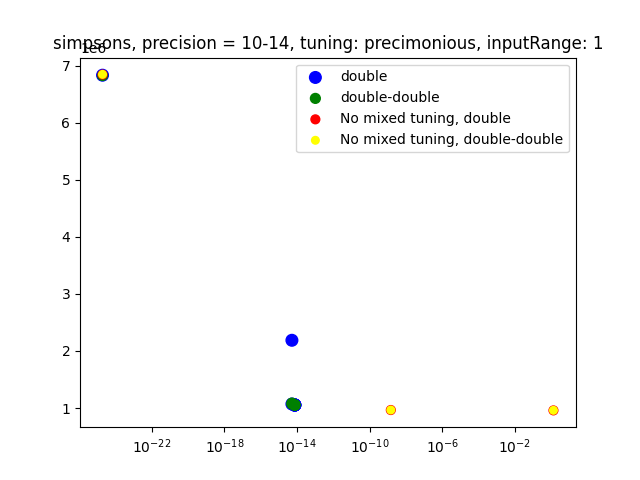 simpsons, precision = 10-14, tuning: precimonious, inputRange: 1
1e6
double
double-double
No mixed tuning, double
No mixed tuning, double-double
7
6
5
4
3
2
1
10⁻²² 10⁻¹⁸ 10⁻¹⁴ 10⁻¹⁰ 10⁻⁶ 10⁻²